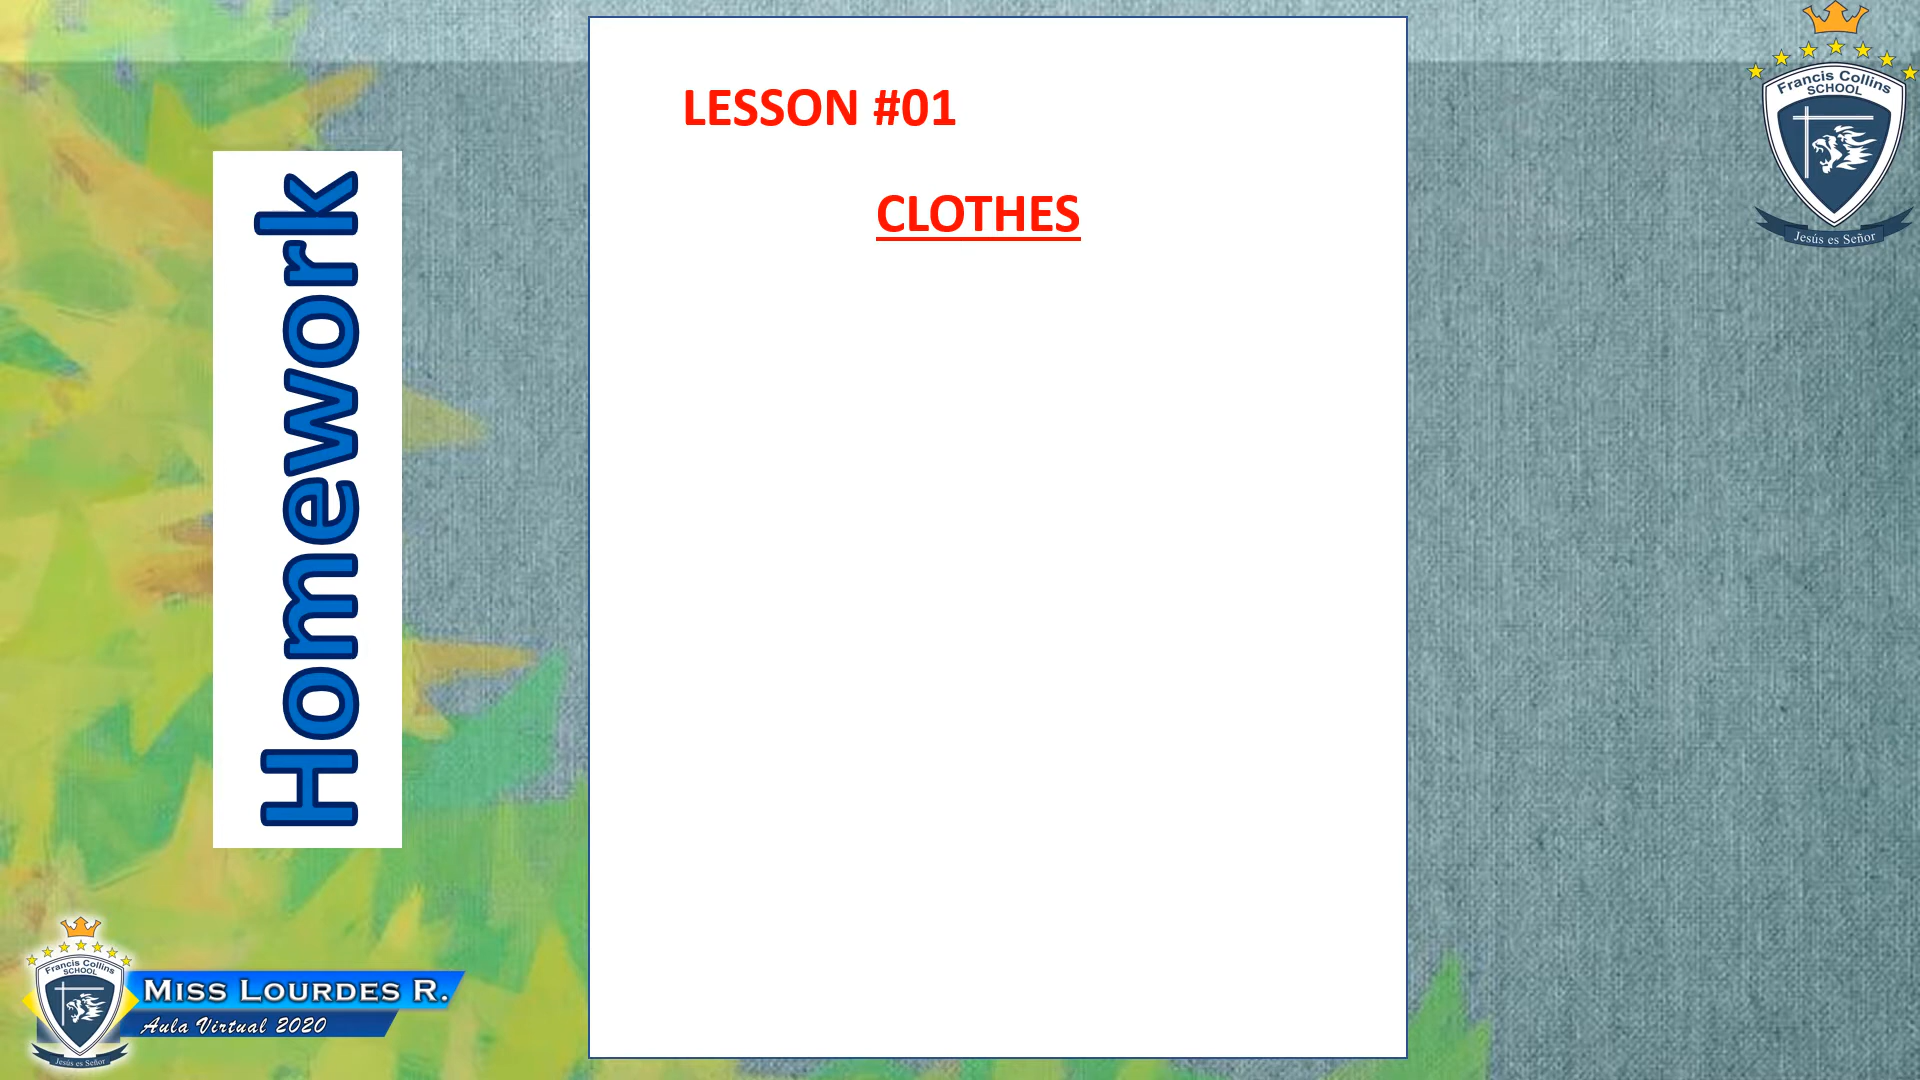 LESSON #01
CLOTHES
Homework
Francis Collins
SCHOOL
Jesús es Señor
Francis Collins
SCHOOL
Jesús es Señor
MISS LOURDES R.
Aula Virtual 2020